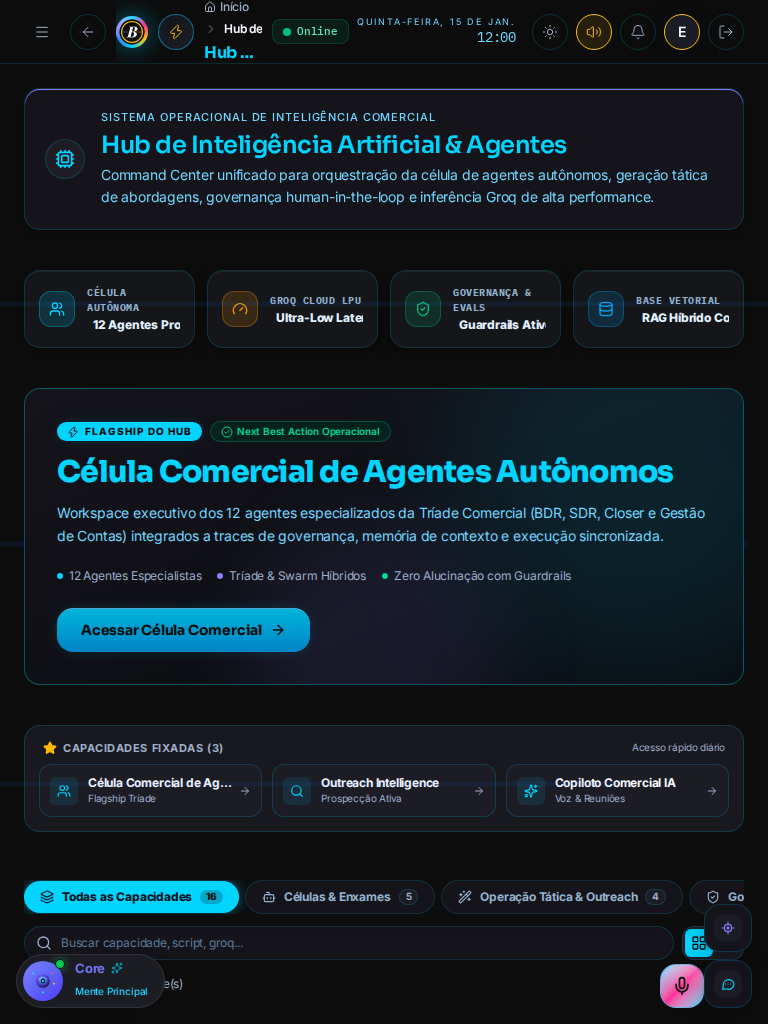 Início
Hub de
Hub ...
Online
QUINTA-FEIRA, 15 DE JAN.
12:00
B
E
SISTEMA OPERACIONAL DE INTELIGÊNCIA COMERCIAL
Hub de Inteligência Artificial & Agentes
Command Center unificado para orquestração da célula de agentes autônomos, geração tática
de abordagens, governança human-in-the-loop e inferência Groq de alta performance.
CÉLULA
AUTÔNOMA
12 Agentes Pro
GROQ CLOUD LPU
Ultra-Low Late
GOVERNANÇA &
EVALS
Guardrails Ativ
BASE VETORIAL
RAG Híbrido Co
FLAGSHIP DO HUB
Next Best Action Operacional
Célula Comercial de Agentes Autônomos
Workspace executivo dos 12 agentes especializados da Tríade Comercial (BDR, SDR, Closer e Gestão
de Contas) integrados a traces de governança, memória de contexto e execução sincronizada.
12 Agentes Especialistas
Tríade & Swarm Híbridos
Zero Alucinação com Guardrails
Acessar Célula Comercial
CAPACIDADES FIXADAS (3)
Acesso rápido diário
Célula Comercial de Ag...
Flagship Tríade
Outreach Intelligence
Prospecção Ativa
Copiloto Comercial IA
Voz & Reuniões
Todas as Capacidades 16
Células & Enxames 5
Operação Tática & Outreach 4
Go
Buscar capacidade, script, groq...
Core
Mente Principal
e(s)